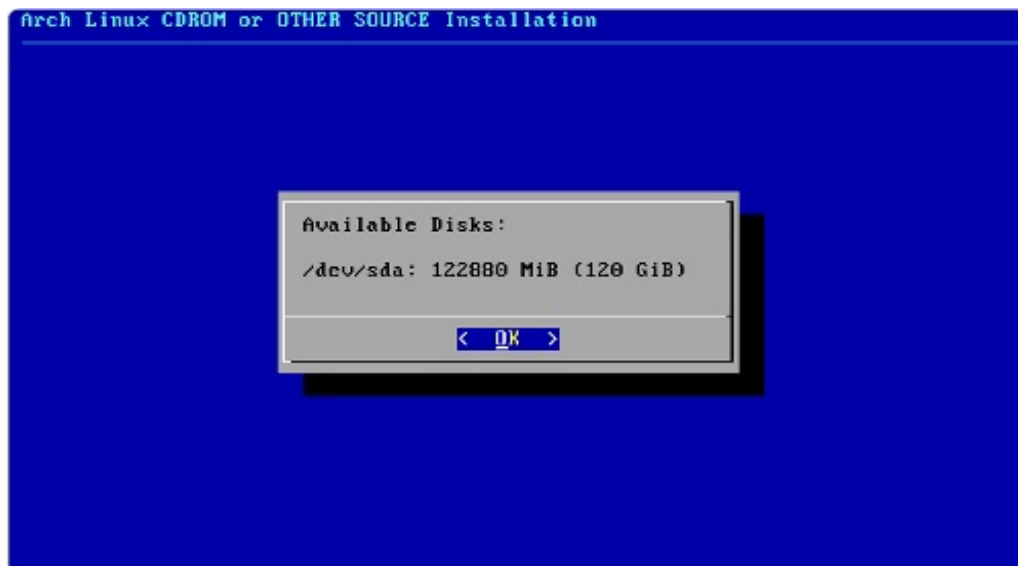 Arch Linux CDROM or OTHER SOURCE Installation
Available Disks:
/dev/sda: 122880 MiB (120 GiB)
< OK >